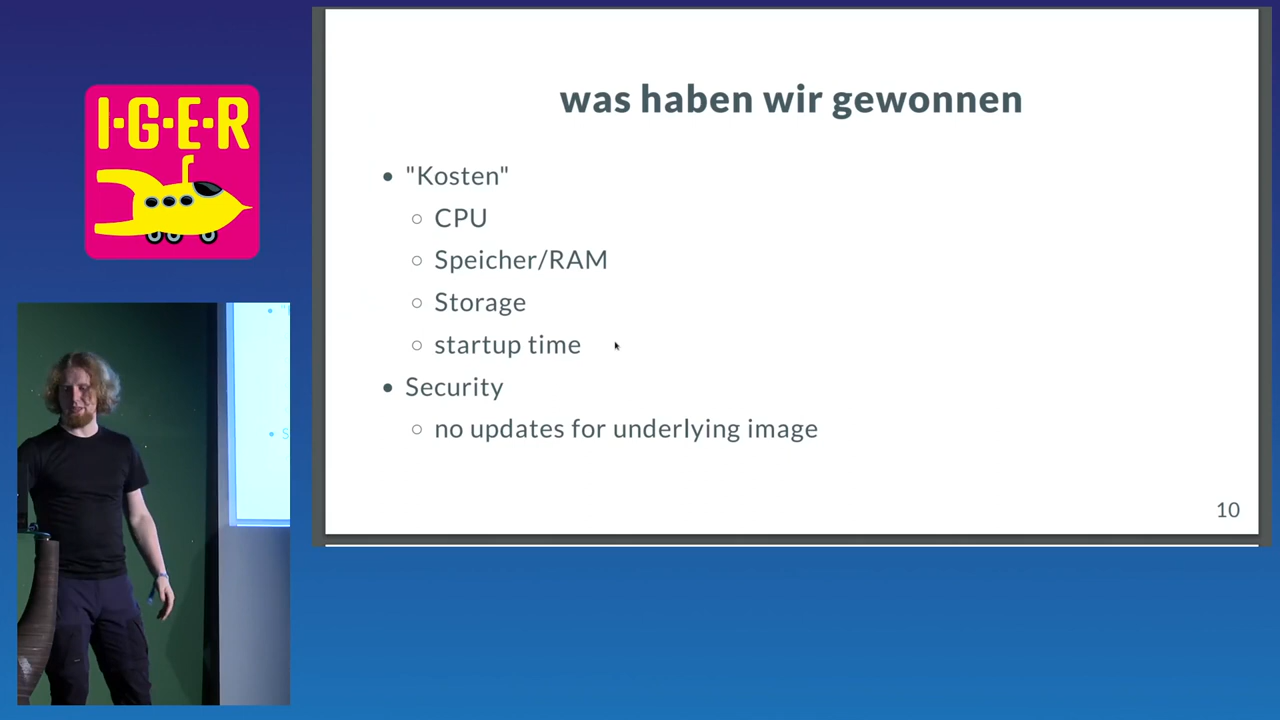 I·G·E·R
was haben wir gewonnen
"Kosten"
CPU
Speicher/RAM
Storage
startup time
Security
no updates for underlying image
10